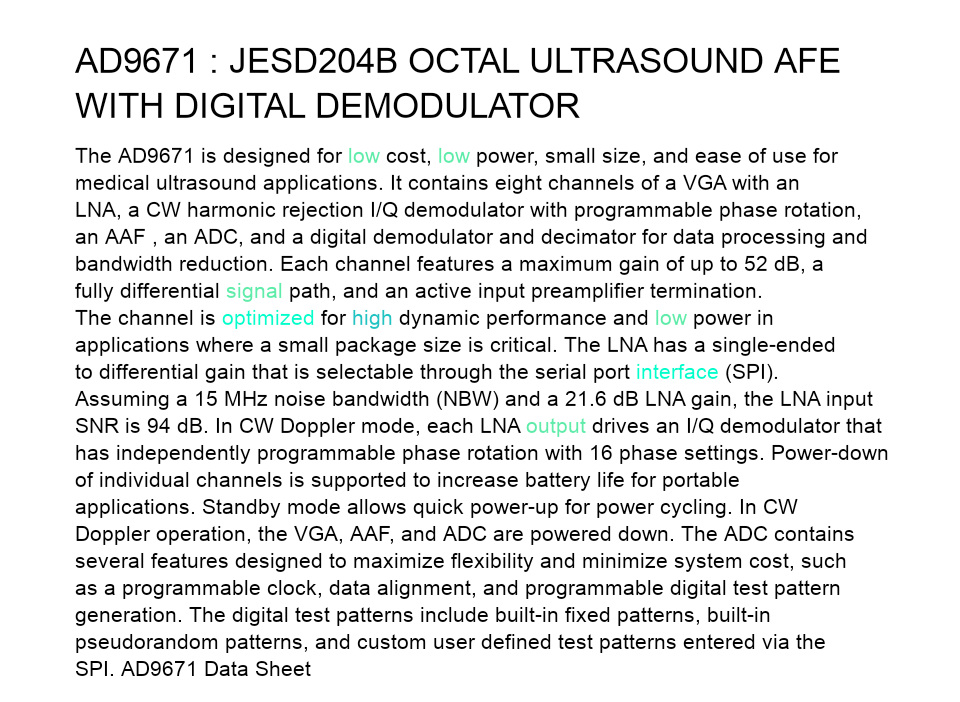 AD9671 : JESD204B OCTAL ULTRASOUND AFE
WITH DIGITAL DEMODULATOR
The AD9671 is designed for low cost, low power, small size, and ease of use for
medical ultrasound applications. It contains eight channels of a VGA with an
LNA, a CW harmonic rejection I/Q demodulator with programmable phase rotation,
an AAF , an ADC, and a digital demodulator and decimator for data processing and
bandwidth reduction. Each channel features a maximum gain of up to 52 dB, a
fully differential signal path, and an active input preamplifier termination.
The channel is optimized for high dynamic performance and low power in
applications where a small package size is critical. The LNA has a single-ended
to differential gain that is selectable through the serial port interface (SPI).
Assuming a 15 MHz noise bandwidth (NBW) and a 21.6 dB LNA gain, the LNA input
SNR is 94 dB. In CW Doppler mode, each LNA output drives an I/Q demodulator that
has independently programmable phase rotation with 16 phase settings. Power-down
of individual channels is supported to increase battery life for portable
applications. Standby mode allows quick power-up for power cycling. In CW
Doppler operation, the VGA, AAF, and ADC are powered down. The ADC contains
several features designed to maximize flexibility and minimize system cost, such
as a programmable clock, data alignment, and programmable digital test pattern
generation. The digital test patterns include built-in fixed patterns, built-in
pseudorandom patterns, and custom user defined test patterns entered via the
SPI. AD9671 Data Sheet